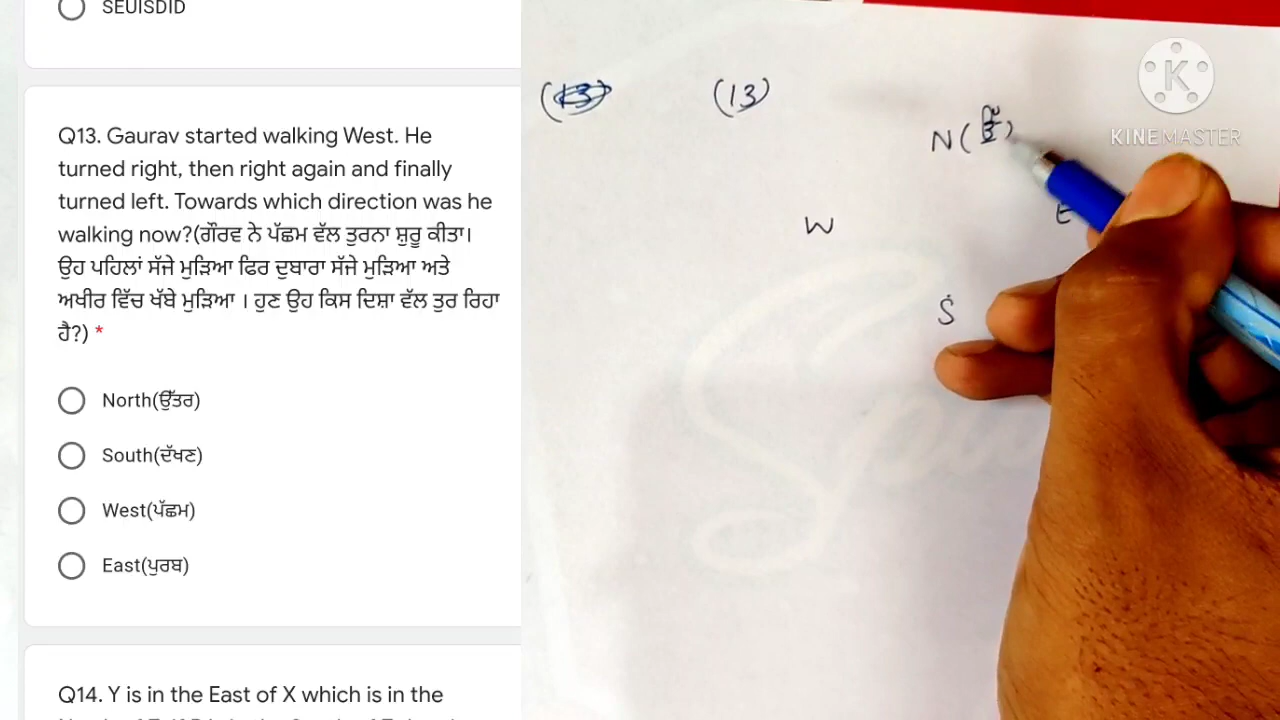 SEUISDID
Q13. Gaurav started walking West. He
turned right, then right again and finally
turned left. Towards which direction was he
walking now?(ਗੌਰਵ ਨੇ ਪੱਛਮ ਵੱਲ ਤੁਰਨਾ ਸ਼ੁਰੂ ਕੀਤਾ।
ਉਹ ਪਹਿਲਾਂ ਸੱਜੇ ਮੁੜਿਆ ਫਿਰ ਦੁਬਾਰਾ ਸੱਜੇ ਮੁੜਿਆ ਅਤੇ
ਅਖੀਰ ਵਿੱਚ ਖੱਬੇ ਮੁੜਿਆ । ਹੁਣ ਉਹ ਕਿਸ ਦਿਸ਼ਾ ਵੱਲ ਤੁਰ ਰਿਹਾ
ਹੈ?) *
North(ਉੱਤਰ)
South(ਦੱਖਣ)
West(ਪੱਛਮ)
East(ਪੁਰਬ)
Q14. Y is in the East of X which is in the
(13)
(13)
N(
W
E
S
K
KINEMASTER